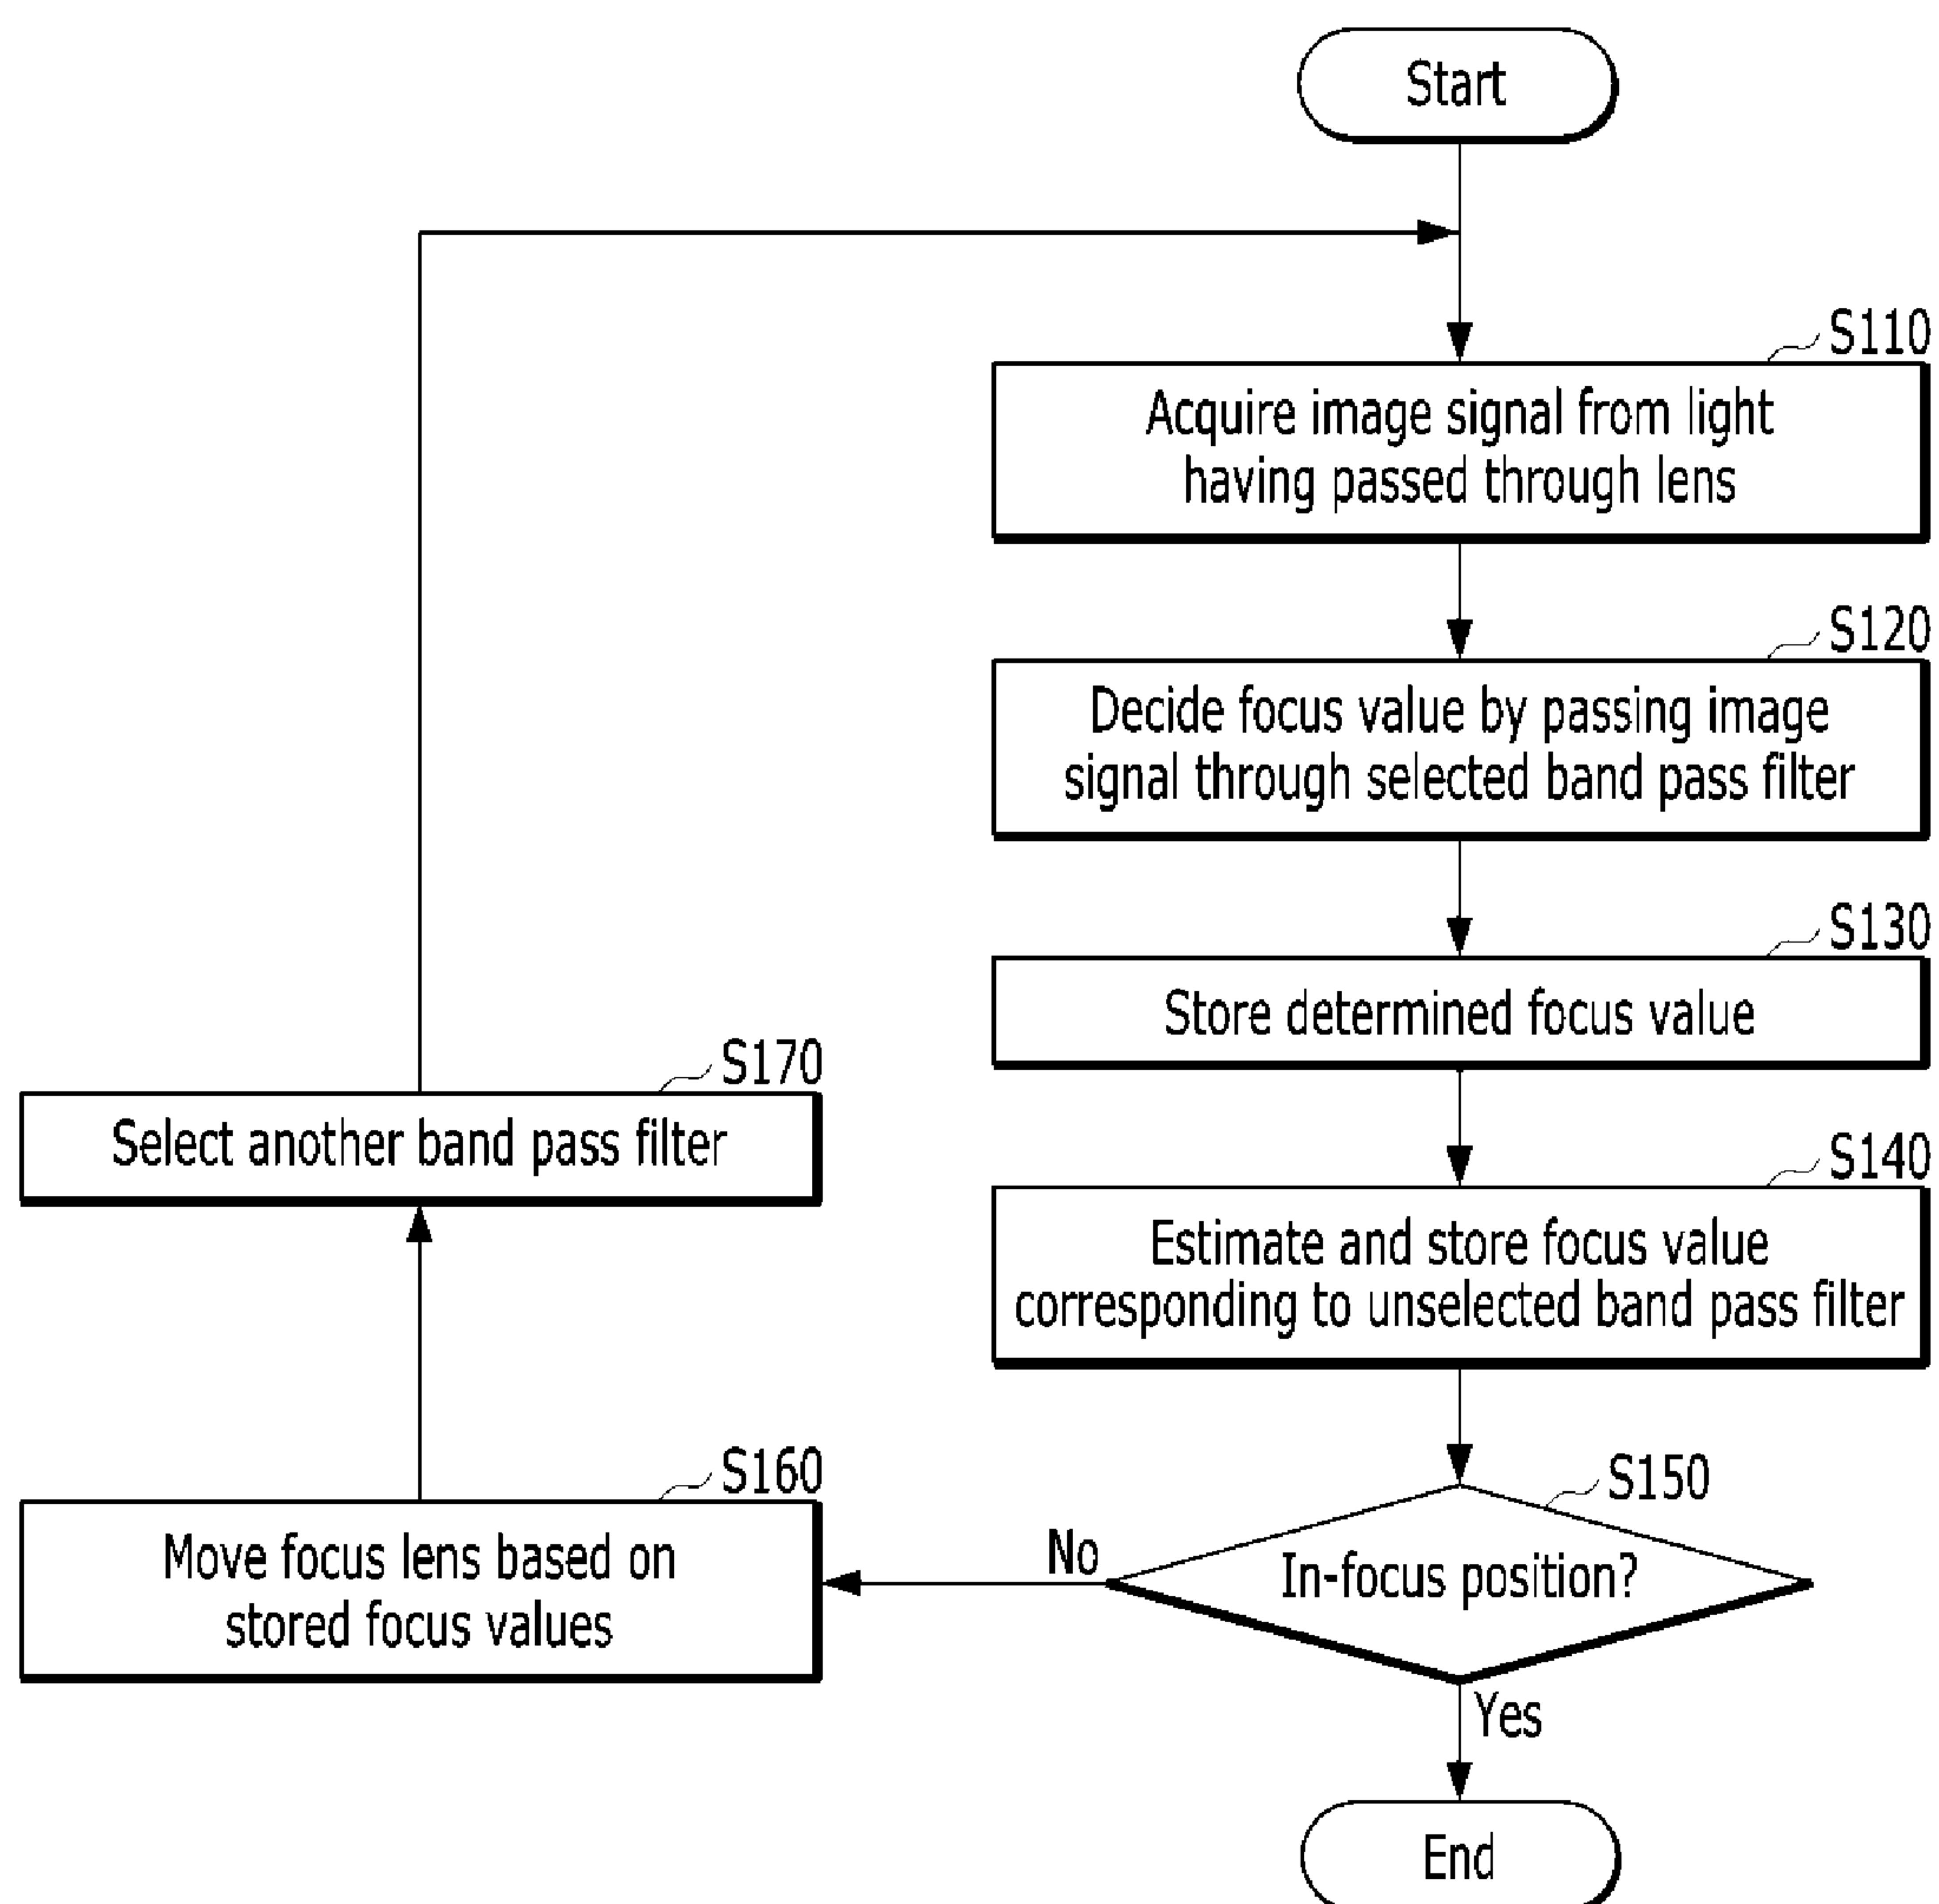 Start
S110
Acquire image signal from light
having passed through lens
S120
Decide focus value by passing image
signal through selected band pass filter
S130
Store determined focus value
S140
Estimate and store focus value
corresponding to unselected band pass filter
S150
In-focus position?
No
Yes
S160
Move focus lens based on
stored focus values
S170
Select another band pass filter
End